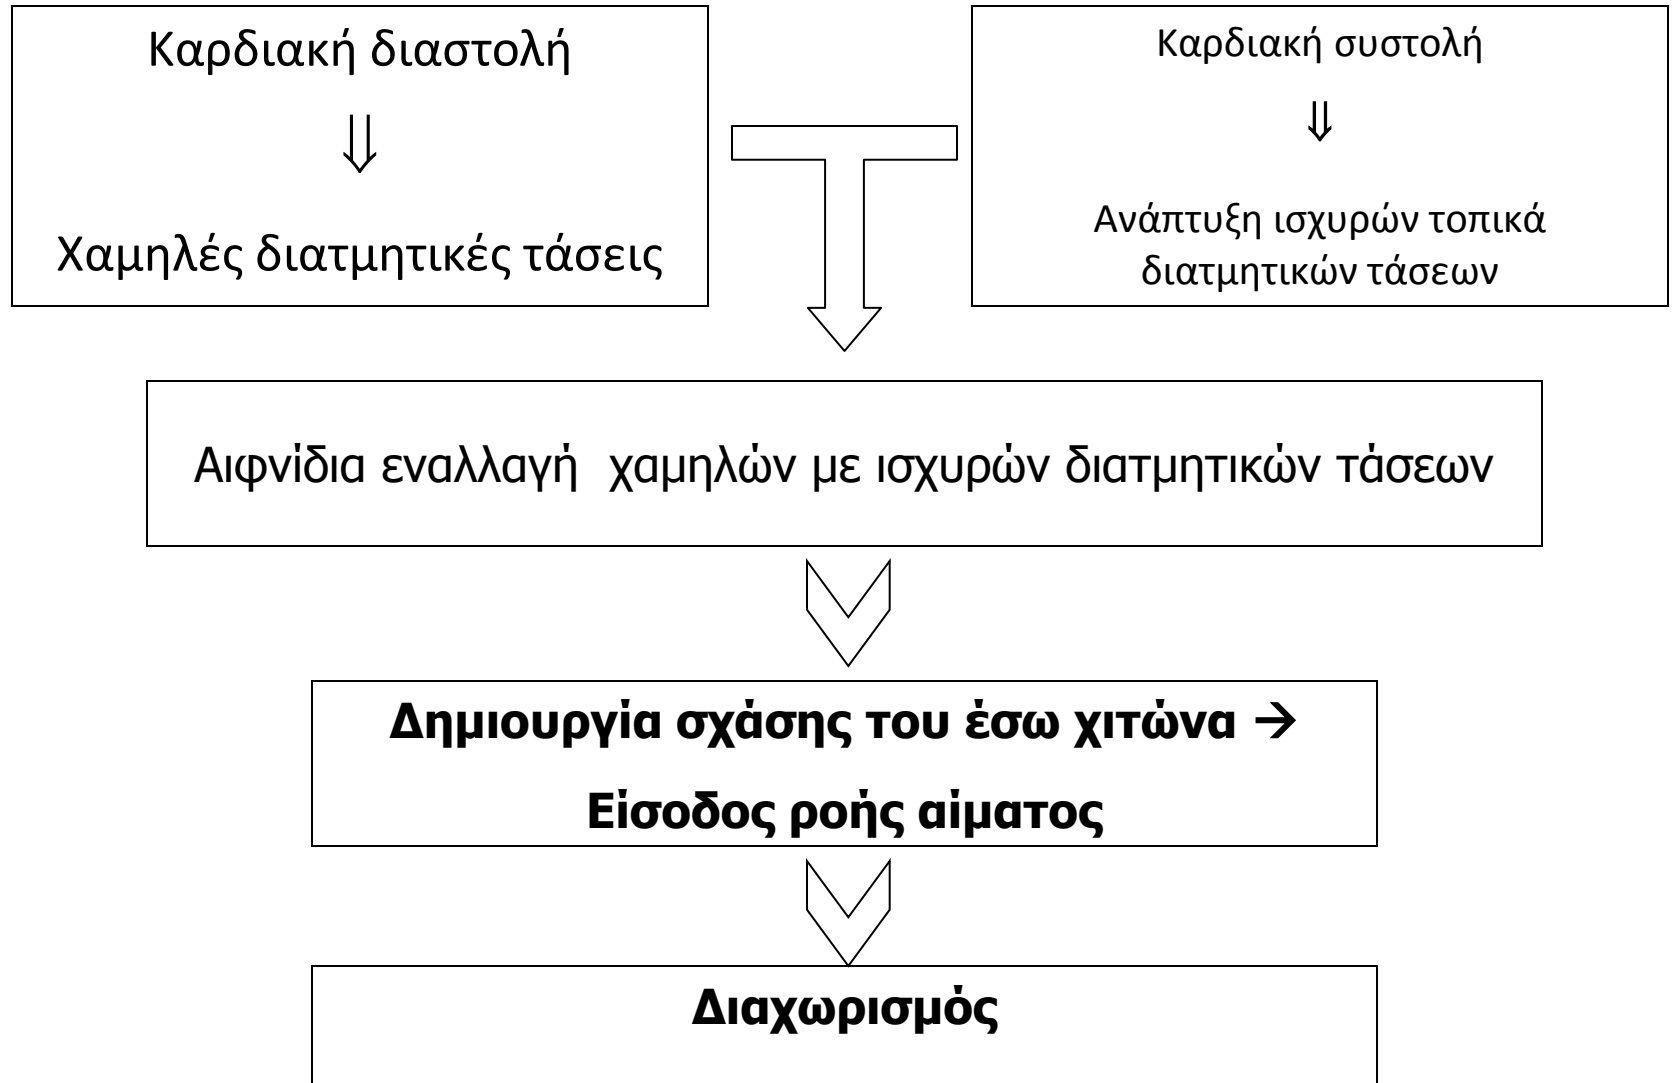 Καρδιακή διαστολή
⇓
Χαμηλές διατμητικές τάσεις
Καρδιακή συστολή
⇓
Ανάπτυξη ισχυρών τοπικά
διατμητικών τάσεων
Αιφνίδια εναλλαγή  χαμηλών με ισχυρών διατμητικών τάσεων
Δημιουργία σχάσης του έσω χιτώνα →
Είσοδος ροής αίματος
Διαχωρισμός